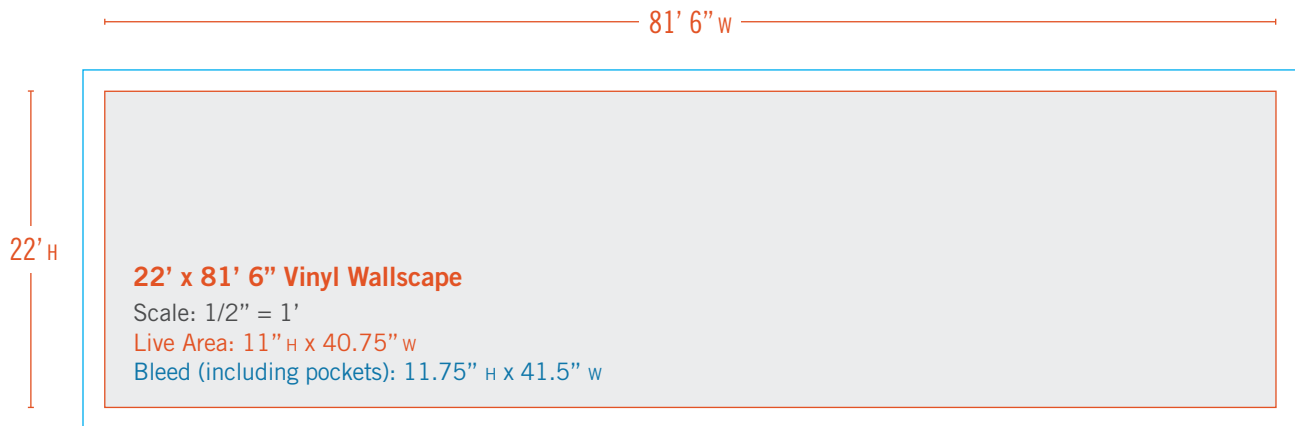 81’ 6” W
22’ H
22’ x 81’ 6” Vinyl Wallscape
Scale: 1/2” = 1’
Live Area: 11” H x 40.75” W
Bleed (including pockets): 11.75” H x 41.5” W